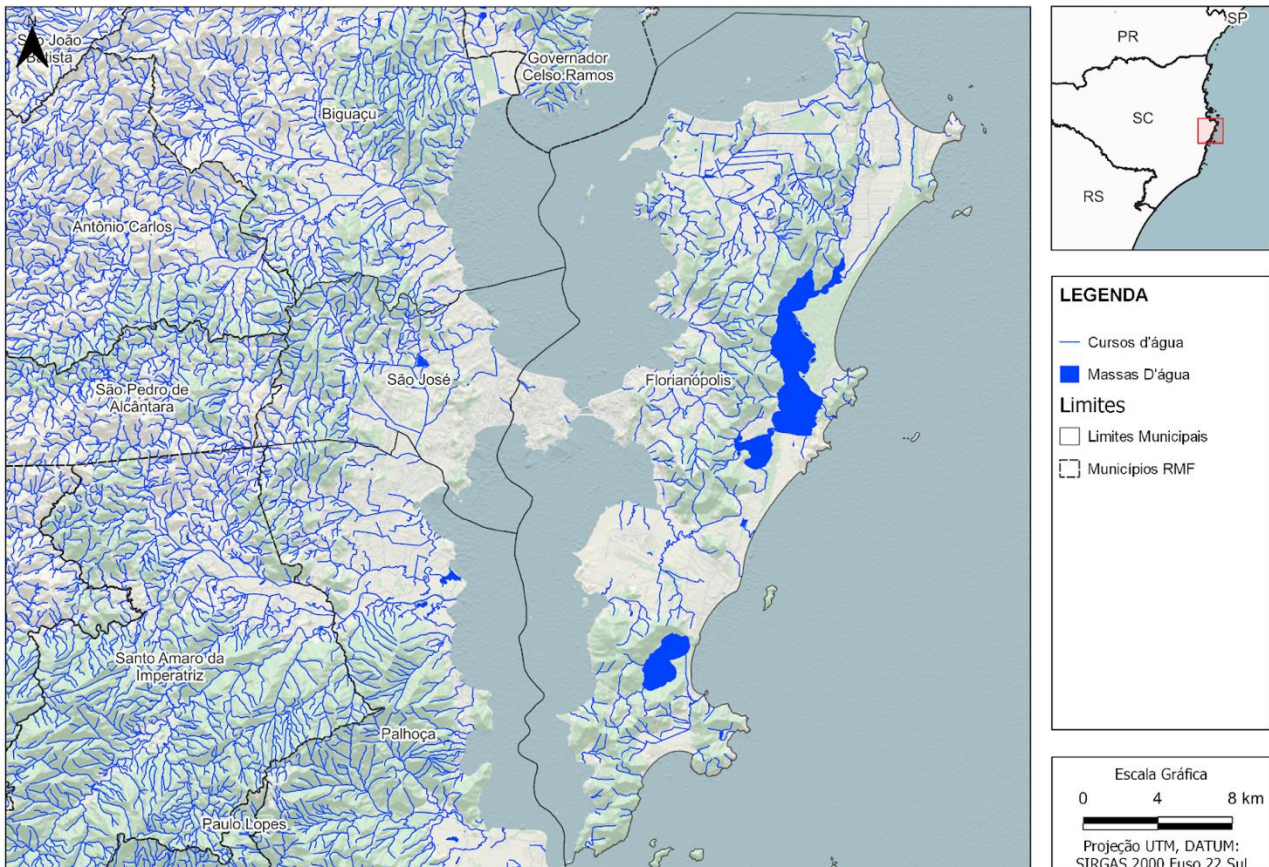 N
São João
Batista
Governador
Celso Ramos
Biguaçu
Antônio Carlos
São José
Florianópolis
São Pedro de
Alcântara
Santo Amaro da
Imperatriz
Palhoça
Paulo Lopes
SP
PR
SC
RS
LEGENDA
Cursos d'água
Massas D'água
Limites
Limites Municipais
Municípios RMF
Escala Gráfica
0 4 8 km
Projeção UTM, DATUM:
SIRGAS 2000 Fuso 22 Sul